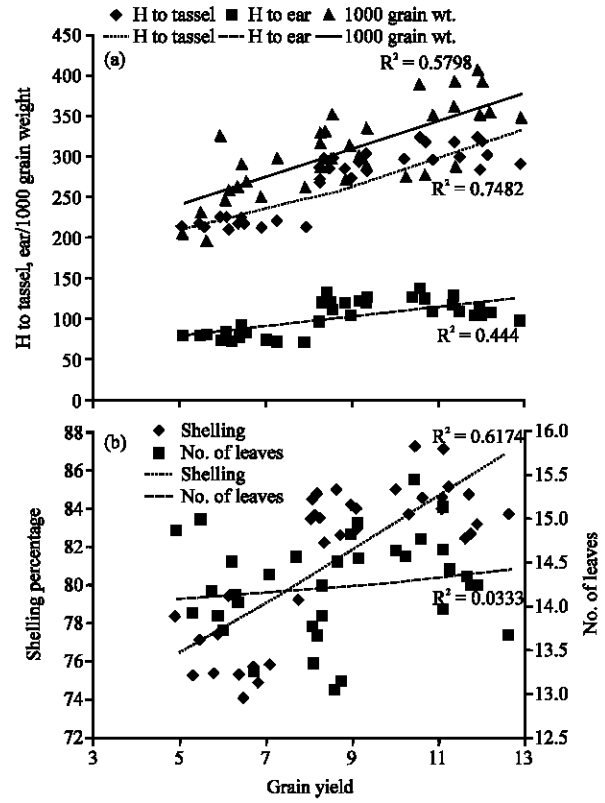 H to tassel H to ear 1000 grain wt.
H to tassel H to ear 1000 grain wt.
(a)
R² = 0.5798
R² = 0.7482
R² = 0.444
H to tassel, ear/1000 grain weight
450
400
350
300
250
200
150
100
50
0
(b)
Shelling
No. of leaves
Shelling
No. of leaves
R² = 0.6174
R² = 0.0333
Shelling percentage
88
86
84
82
80
78
76
74
72
16.0
15.5
15.0
14.5
14.0
13.5
13.0
12.5
No. of leaves
3 5 7 9 11 13
Grain yield